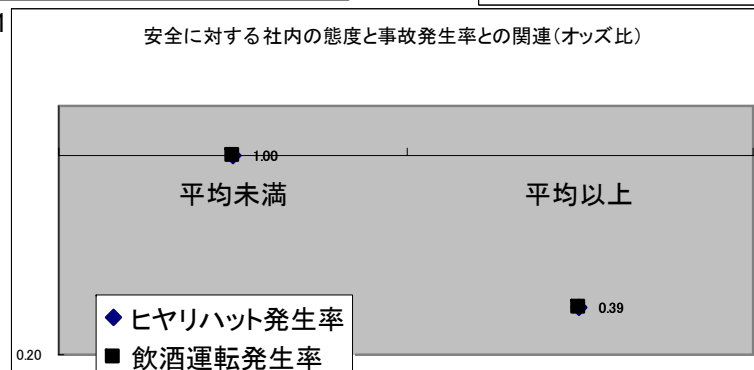 安全に対する社内の態度と事故発生率との関連(オッズ比)
1.00
平均未満 平均以上
0.39
ヒヤリハット発生率
0.20
飲酒運転発生率